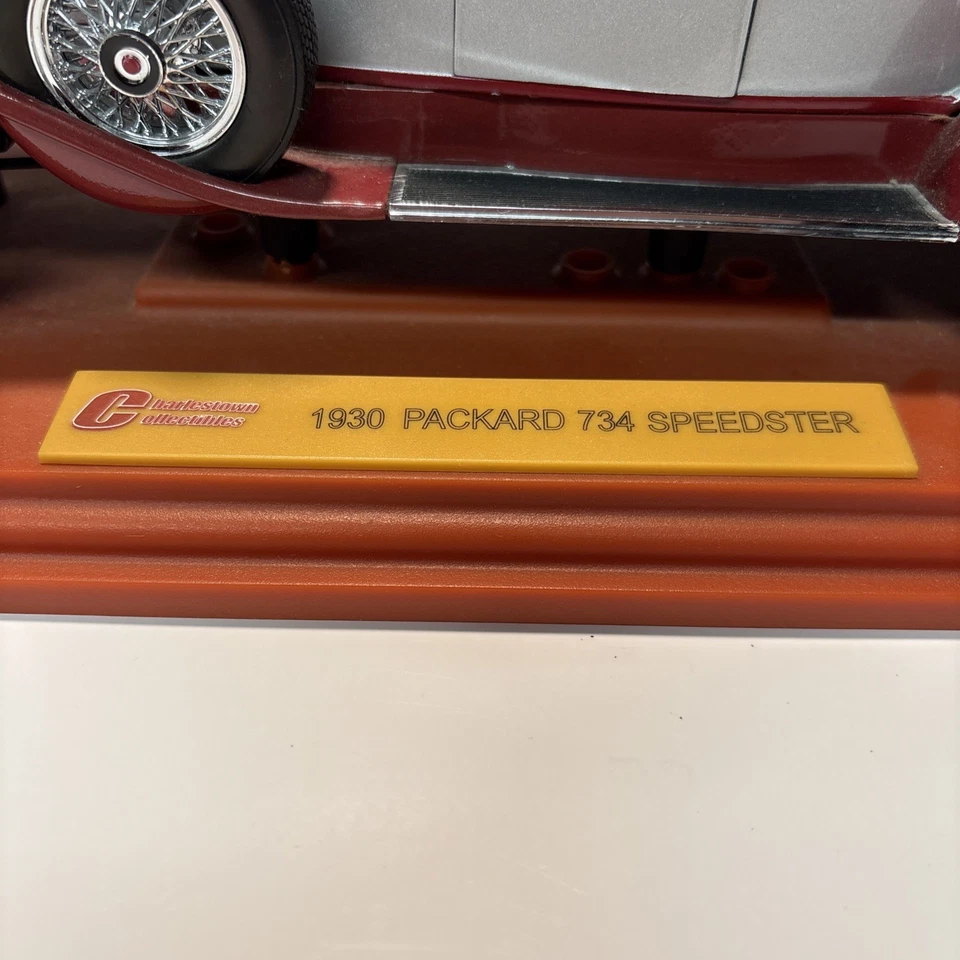 Charlestown
Collectibles
1930 PACKARD 734 SPEEDSTER